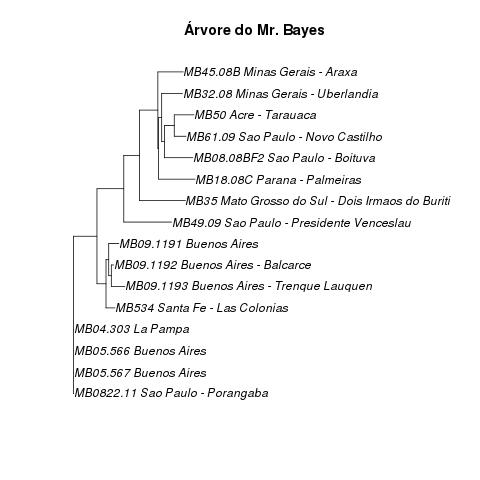 Árvore do Mr. Bayes
MB45.08B Minas Gerais - Araxa
MB32.08 Minas Gerais - Uberlandia
MB50 Acre - Tarauaca
MB61.09 Sao Paulo - Novo Castilho
MB08.08BF2 Sao Paulo - Boituva
MB18.08C Parana - Palmeiras
MB35 Mato Grosso do Sul - Dois Irmaos do Buriti
MB49.09 Sao Paulo - Presidente Venceslau
MB09.1191 Buenos Aires
MB09.1192 Buenos Aires - Balcarce
MB09.1193 Buenos Aires - Trenque Lauquen
MB534 Santa Fe - Las Colonias
MB04.303 La Pampa
MB05.566 Buenos Aires
MB05.567 Buenos Aires
MB0822.11 Sao Paulo - Porangaba